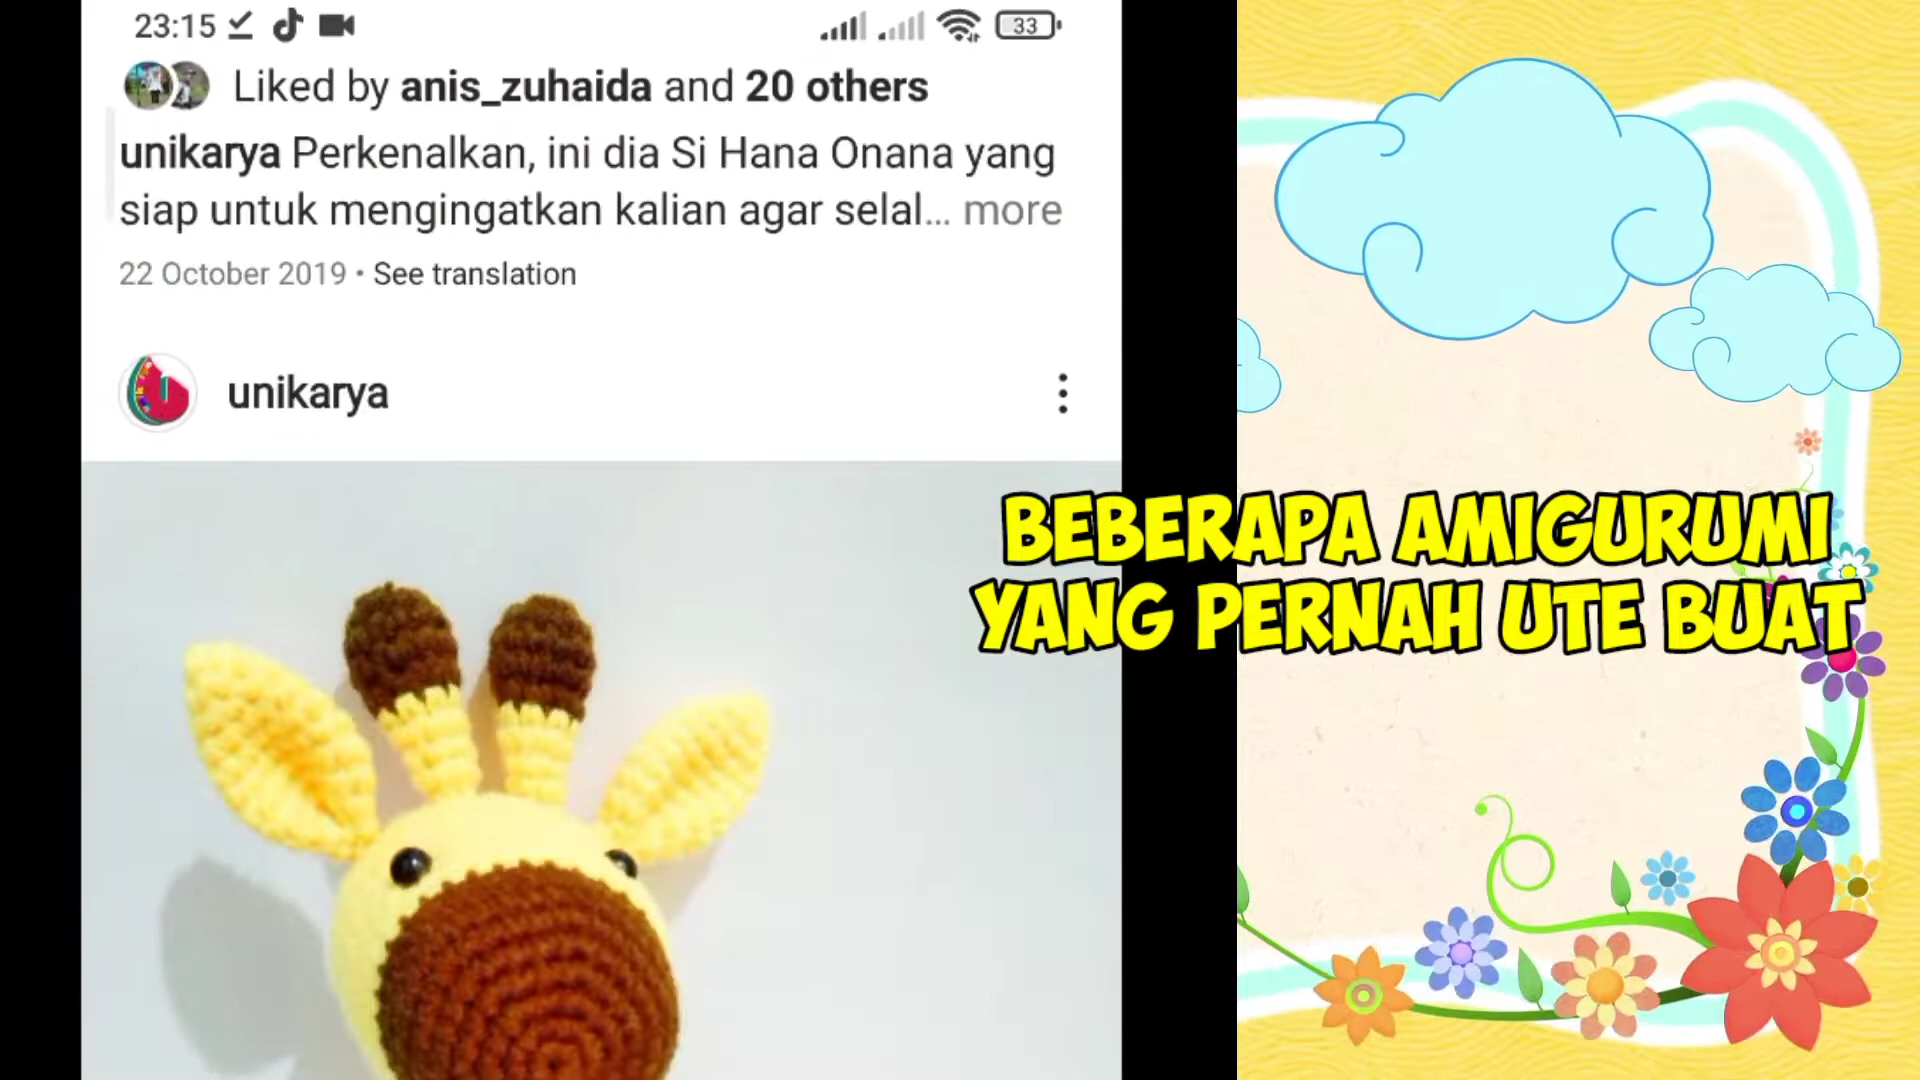 23:15
33
Liked by anis_zuhaida and 20 others
unikarya Perkenalkan, ini dia Si Hana Onana yang
siap untuk mengingatkan kalian agar selal... more
22 October 2019 • See translation
unikarya
BEBERAPA AMIGURUMI
YANG PERNAH UTE BUAT